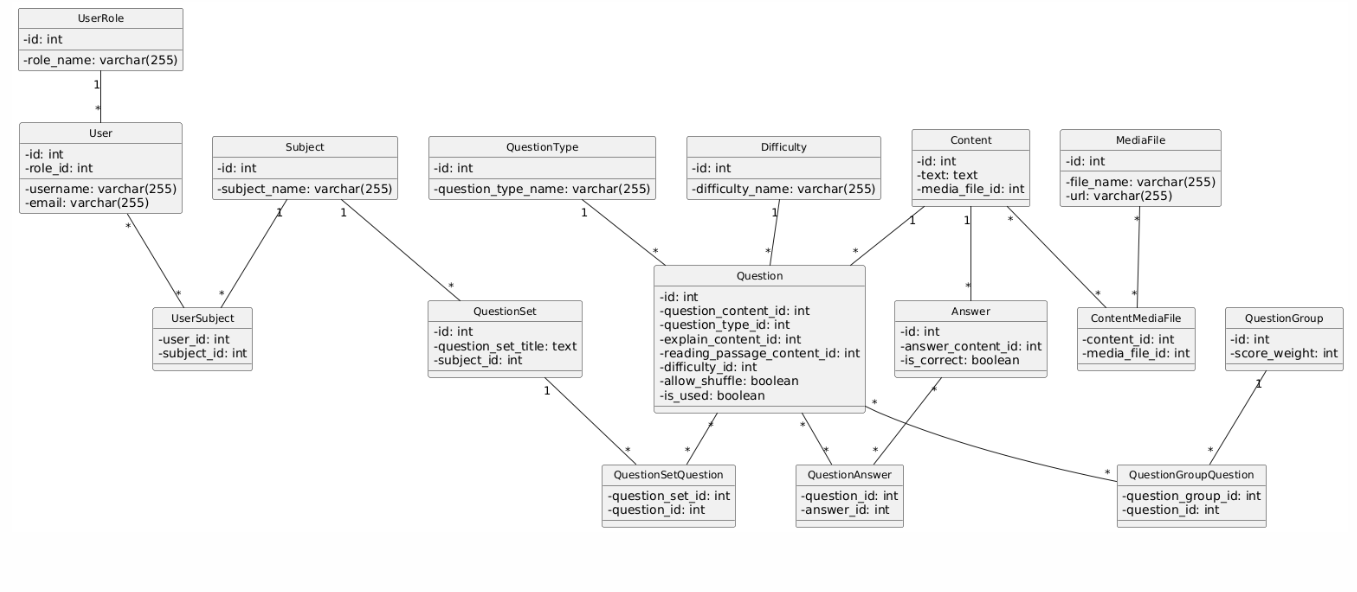 UserRole
-id: int
-role_name: varchar(255)
1
*
User
-id: int
-role_id: int
-username: varchar(255)
-email: varchar(255)
*
Subject
-id: int
-subject_name: varchar(255)
1
1
QuestionType
-id: int
-question_type_name: varchar(255)
1
Difficulty
-id: int
-difficulty_name: varchar(255)
1
Content
-id: int
-text: text
-media_file_id: int
1
1
*
MediaFile
-id: int
-file_name: varchar(255)
-url: varchar(255)
*
*
*
UserSubject
-user_id: int
-subject_id: int
*
QuestionSet
-id: int
-question_set_title: text
-subject_id: int
1
*
*
*
Question
-id: int
-question_content_id: int
-question_type_id: int
-explain_content_id: int
-reading_passage_content_id: int
-difficulty_id: int
-allow_shuffle: boolean
-is_used: boolean
*
*
*
*
Answer
-id: int
-answer_content_id: int
-is_correct: boolean
*
*
*
ContentMediaFile
-content_id: int
-media_file_id: int
QuestionGroup
-id: int
-score_weight: int
1
*
*
QuestionSetQuestion
-question_set_id: int
-question_id: int
*
*
QuestionAnswer
-question_id: int
-answer_id: int
*
*
QuestionGroupQuestion
-question_group_id: int
-question_id: int